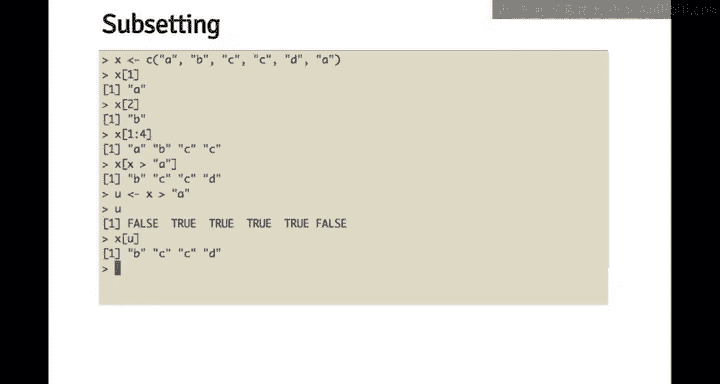 Subsetting
> x <- c("a", "b", "c", "c", "d", "a")
> x[1]
[1] "a"
> x[2]
[1] "b"
> x[1:4]
[1] "a" "b" "c" "c"
> x[x > "a"]
[1] "b" "c" "c" "d"
> u <- x > "a"
> u
[1] FALSE TRUE TRUE TRUE TRUE FALSE
> x[u]
[1] "b" "c" "c" "d"
>